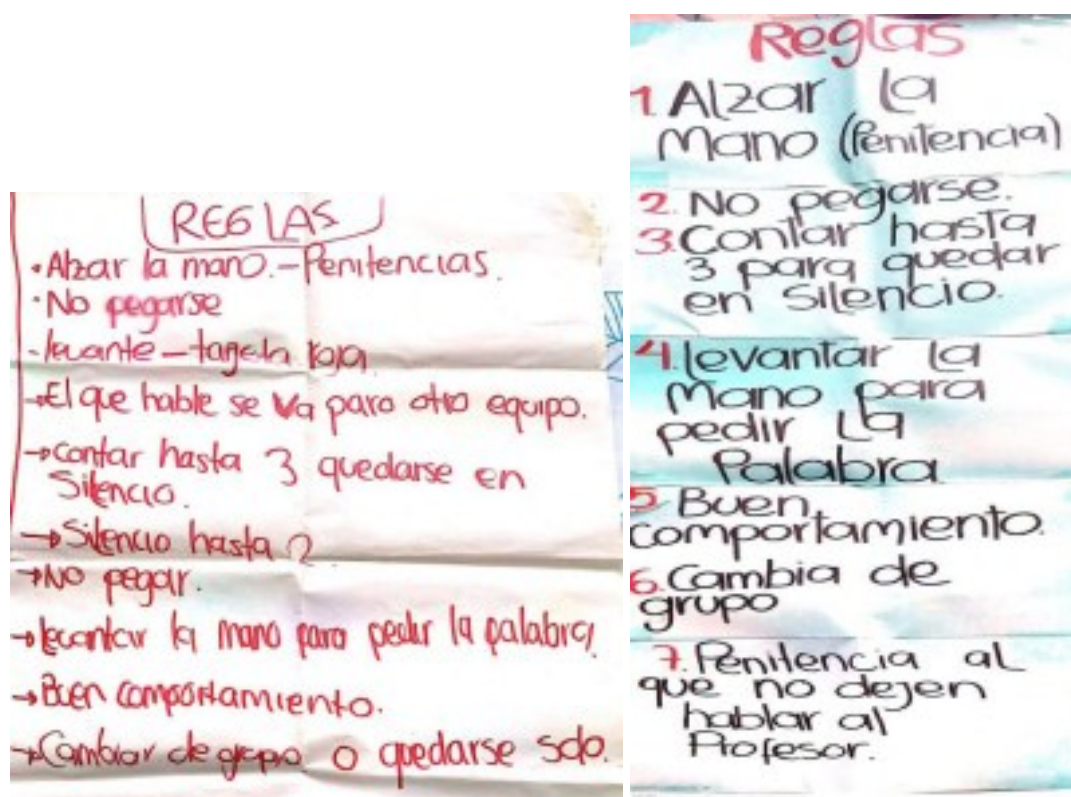 REGLAS
• Alzar la mano. - Penitencias.
• No pegarse
- levante - tarjeta roja
→ El que hable se va para otro equipo.
→ contar hasta 3 quedarse en
Silencio.
→ Silencio hasta
→ No pegar.
→ levantar la mano para pedir la palabra
→ Buen comportamiento.
→ Cambiar de grupo o quedarse solo.
Reglas
1. Alzar la
Mano (Penitencia)
2. No pegarse.
3. Contar hasta
3 para quedar
en Silencio.
4. levantar la
Mano para
pedir La
Palabra
5. Buen
comportamiento.
6. Cambia de
grupo
7. Penitencia al
que no dejen
hablar al
Profesor.